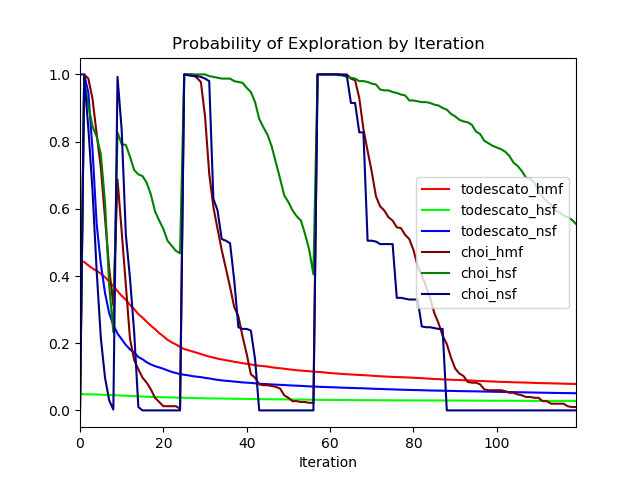 Probability of Exploration by Iteration
1.0
0.8
0.6
0.4
0.2
0.0
todescato_hmf
todescato_hsf
todescato_nsf
choi_hmf
choi_hsf
choi_nsf
0 20 40 60 80 100
Iteration